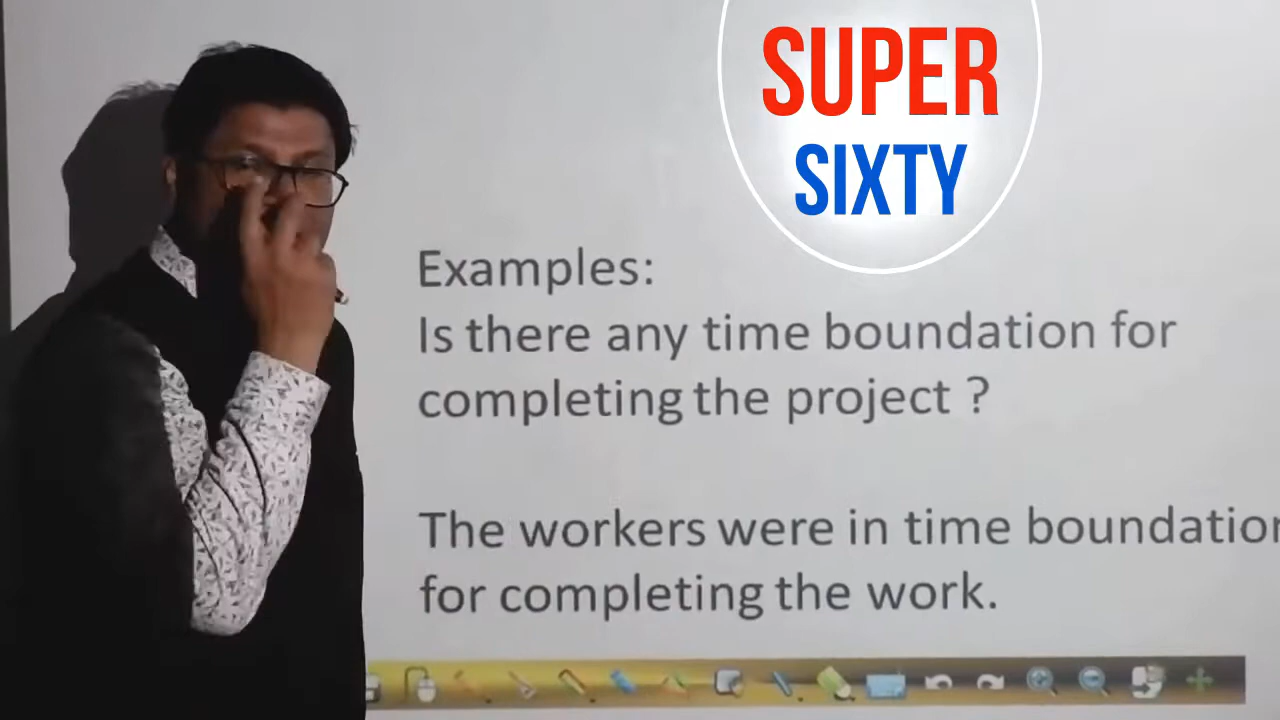 SUPER
SIXTY
Examples:
Is there any time boundation for
completing the project ?
The workers were in time boundation
for completing the work.